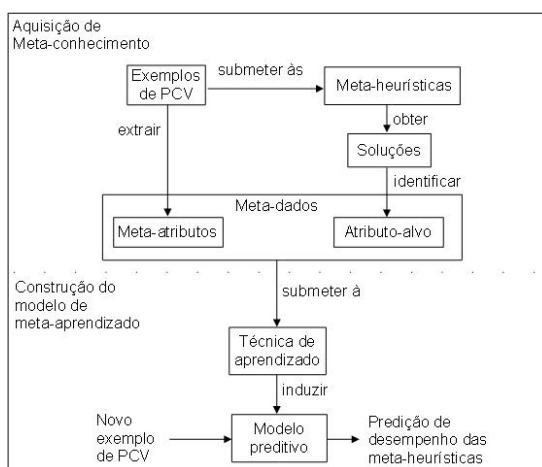 Aquisição de
Meta-conhecimento
Exemplos
de PCV
submeter às
Meta-heurísticas
extrair
obter
Soluções
identificar
Meta-dados
Meta-atributos
Atributo-alvo
Construção do
modelo de
meta-aprendizado
submeter à
Técnica de
aprendizado
induzir
Novo
exemplo
de PCV
Modelo
preditivo
Predição de
desempenho das
meta-heurísticas